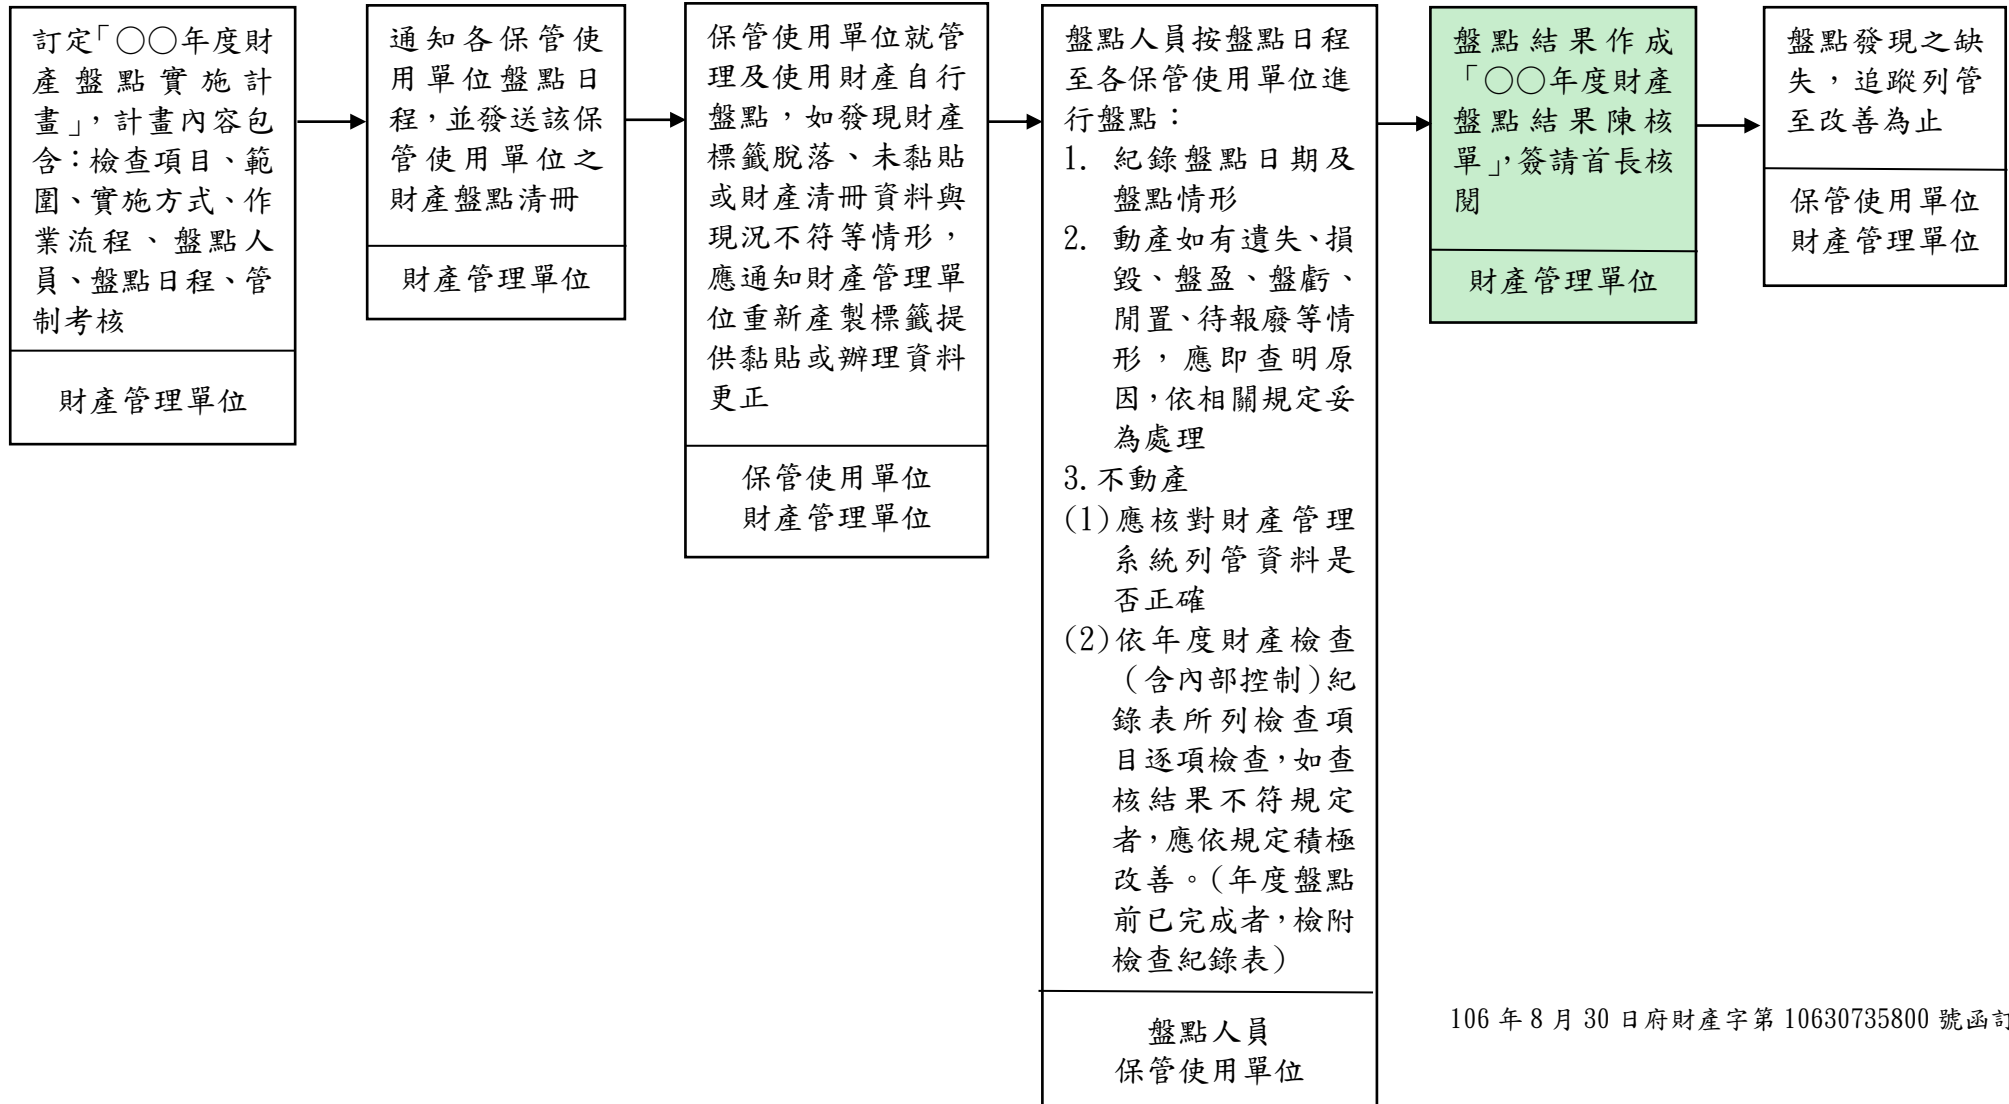 訂定「○○年度財
產盤點實施計
畫」,計畫內容包
含:檢查項目、範
圍、實施方式、作
業流程、盤點人
員、盤點日程、管
制考核
財產管理單位
通知各保管使
用單位盤點日
程,並發送該保
管使用單位之
財產盤點清冊
財產管理單位
保管使用單位就管
理及使用財產自行
盤點,如發現財產
標籤脫落、未黏貼
或財產清冊資料與
現況不符等情形,
應通知財產管理單
位重新產製標籤提
供黏貼或辦理資料
更正
保管使用單位
財產管理單位
盤點人員按盤點日程
至各保管使用單位進
行盤點:
1. 紀錄盤點日期及
盤點情形
2. 動產如有遺失、損
毀、盤盈、盤虧、
閒置、待報廢等情
形,應即查明原
因,依相關規定妥
為處理
3.不動產
(1)應核對財產管理
系統列管資料是
否正確
(2)依年度財產檢查
(含內部控制)紀
錄表所列檢查項
目逐項檢查,如查
核結果不符規定
者,應依規定積極
改善。(年度盤點
前已完成者,檢附
檢查紀錄表)
盤點人員
保管使用單位
盤點結果作成
「○○年度財產
盤點結果陳核
單」,簽請首長核
閱
財產管理單位
盤點發現之缺
失,追蹤列管
至改善為止
保管使用單位
財產管理單位
106 年 8 月 30 日府財產字第 10630735800 號函訂